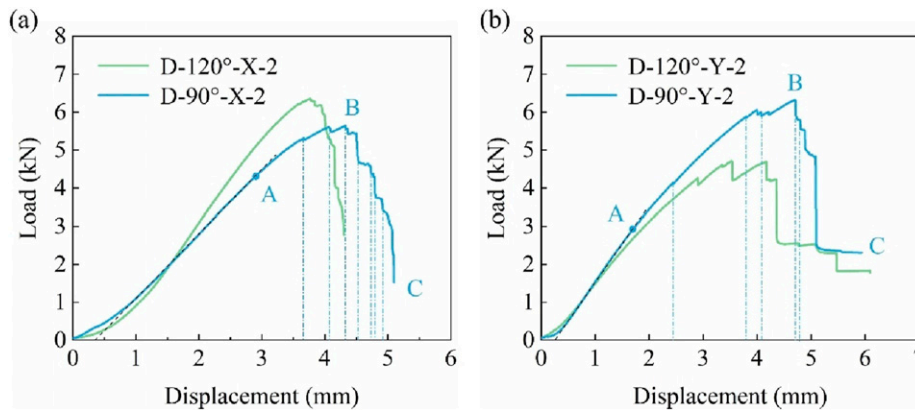 (a)
8
7
6
5
4
3
2
1
0
Load (kN)
D-120°-X-2
D-90°-X-2
A
B
C
0 1 2 3 4 5 6
Displacement (mm)
(b)
8
7
6
5
4
3
2
1
0
Load (kN)
D-120°-Y-2
D-90°-Y-2
A
B
C
0 1 2 3 4 5 6 7
Displacement (mm)